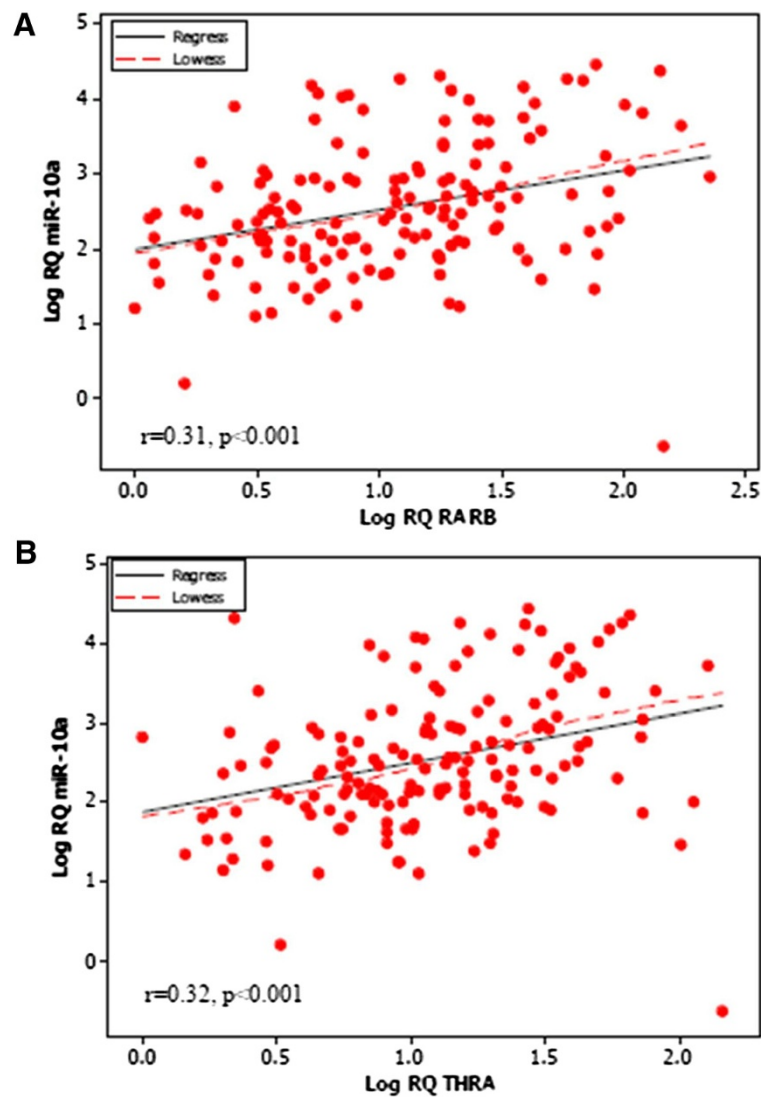 A
Regress
Lowess
5
4
3
2
1
0
Log RQ miR-10a
r=0.31, p<0.001
0.0 0.5 1.0 1.5 2.0 2.5
Log RQ RARB
B
Regress
Lowess
5
4
3
2
1
0
Log RQ miR-10a
r=0.32, p<0.001
0.0 0.5 1.0 1.5 2.0
Log RQ THRA